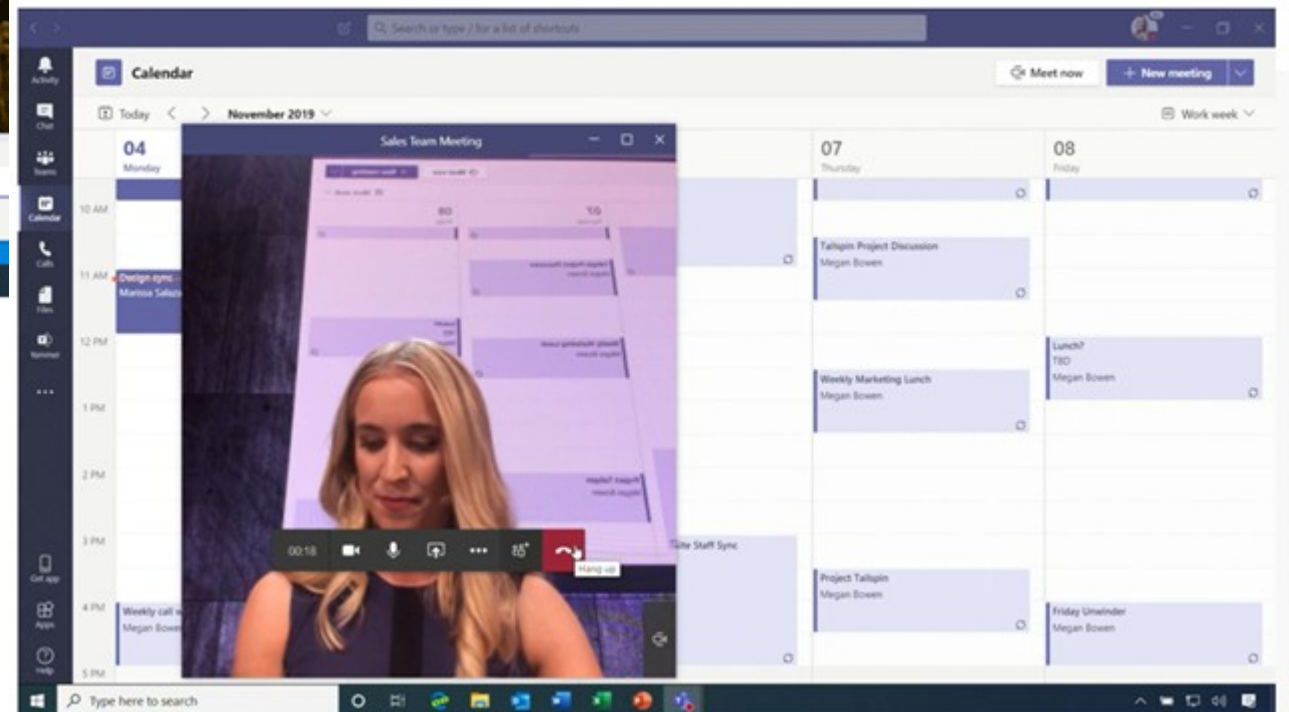 Search or type / for a list of shortcuts
Activity
Chat
Teams
Calendar
Calls
Files
Yammer
Get app
Apps
Help
Calendar
Meet now
+ New meeting
Today
November 2019
Work week
04
Monday
07
Thursday
08
Friday
10 AM
11 AM
12 PM
1 PM
2 PM
3 PM
4 PM
5 PM
Design sync
Marissa
Weekly call
Megan
Sales Team Meeting
00:18
Hang up
Staff Sync
Tailspin Project Discussion
Megan Bowen
Weekly Marketing Lunch
Megan Bowen
Project Tailspin
Megan Bowen
Lunch?
TBD
Megan Bowen
Friday Unwinder
Megan Bowen
Type here to search